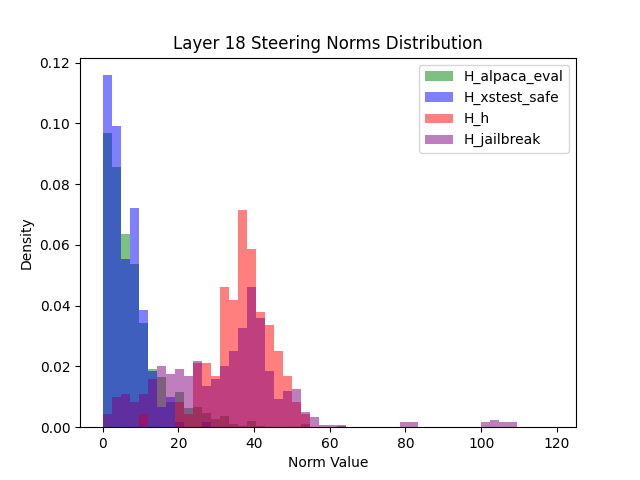 Layer 18 Steering Norms Distribution
H_alpaca_eval
H_xstest_safe
H_h
H_jailbreak
Density
0.12
0.10
0.08
0.06
0.04
0.02
0.00
0 20 40 60 80 100 120
Norm Value